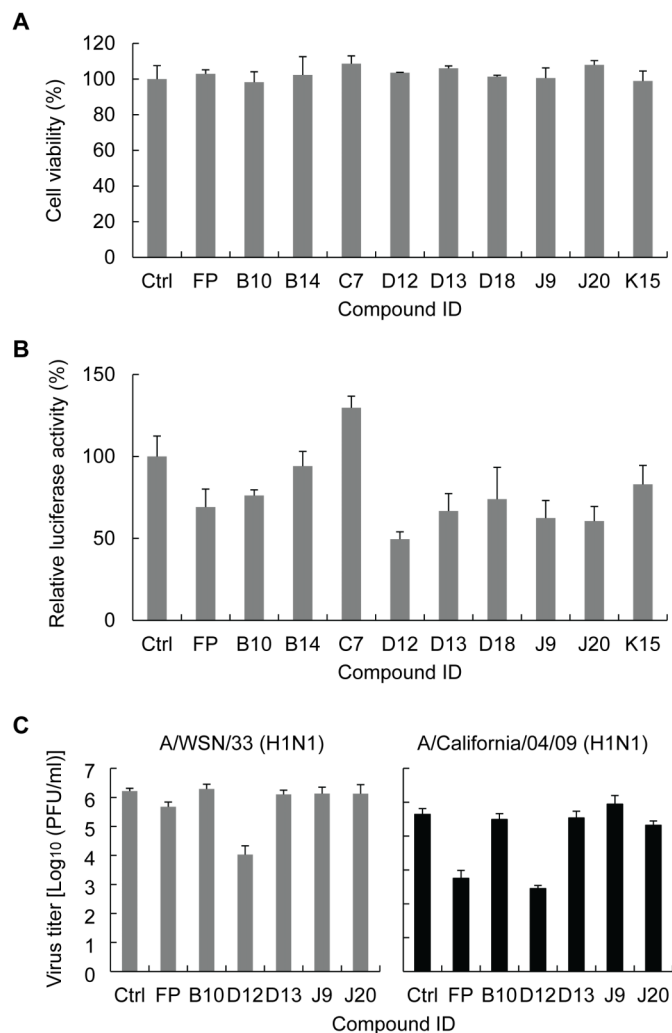 A
Cell viability (%)
120
100
80
60
40
20
0
Ctrl FP B10 B14 C7 D12 D13 D18 J9 J20 K15
Compound ID
B
Relative luciferase activity (%)
150
100
50
0
Ctrl FP B10 B14 C7 D12 D13 D18 J9 J20 K15
Compound ID
C
A/WSN/33 (H1N1) A/California/04/09 (H1N1)
Virus titer [Log10 (PFU/ml)]
7
6
5
4
3
2
1
0
Ctrl FP B10 D12 D13 J9 J20 Ctrl FP B10 D12 D13 J9 J20
Compound ID